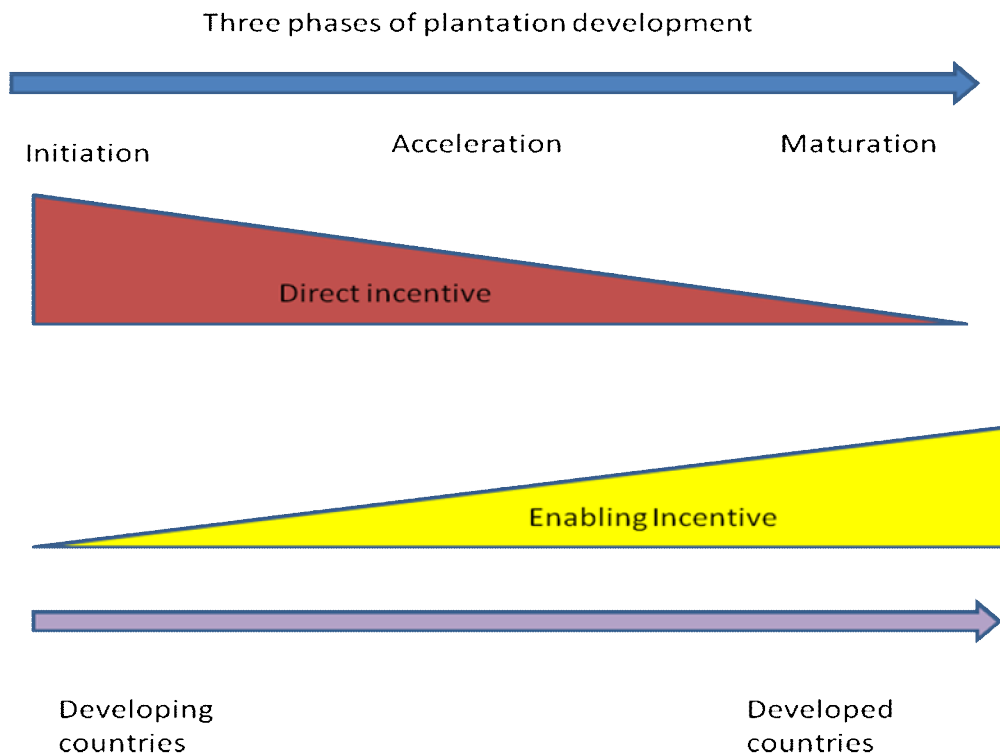 Three phases of plantation development
Initiation
Acceleration
Maturation
Direct incentive
Enabling Incentive
Developing
countries
Developed
countries